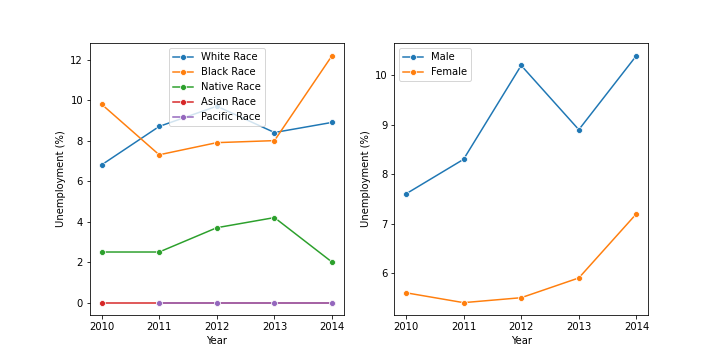 White Race
Black Race
Native Race
Asian Race
Pacific Race
12
10
8
6
4
2
0
Unemployment (%)
2010 2011 2012 2013 2014
Year
Male
Female
10
9
8
7
6
Unemployment (%)
2010 2011 2012 2013 2014
Year